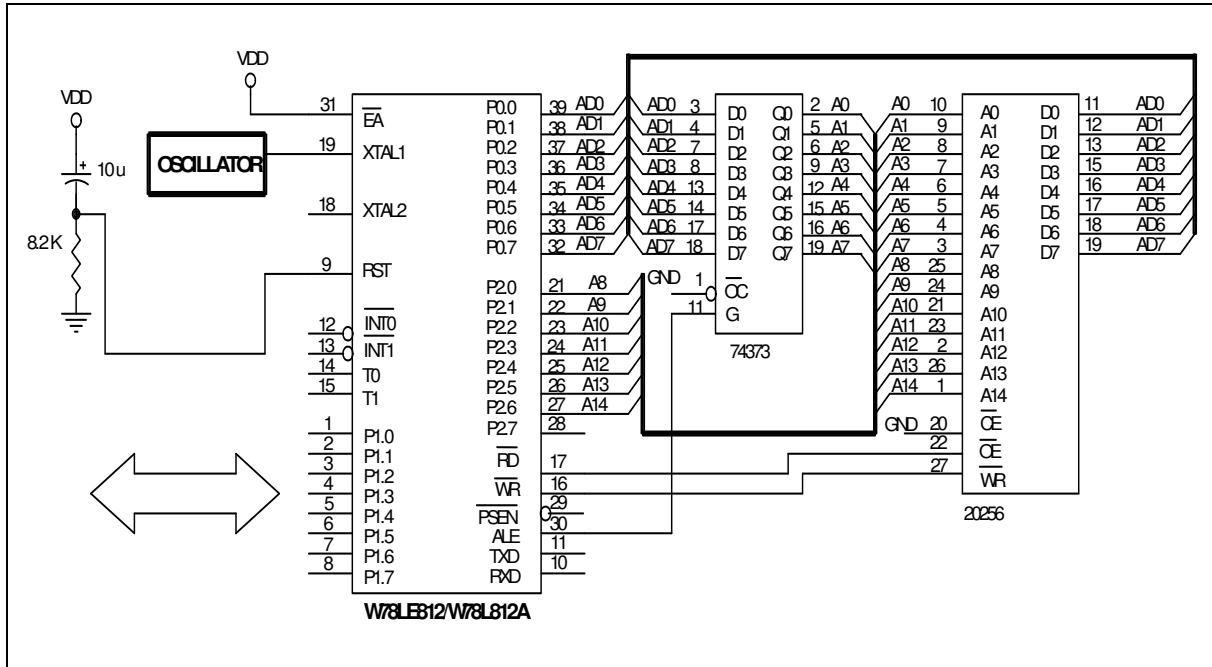 VDD
VDD
10u
8.2K
OSCILLATOR
31 EA
19 XTAL1
18 XTAL2
9 RST
12 INT0
13 INT1
14 T0
15 T1
1 P1.0
2 P1.1
3 P1.2
4 P1.3
5 P1.4
6 P1.5
7 P1.6
8 P1.7
P0.0 39 AD0
P0.1 38 AD1
P0.2 37 AD2
P0.3 36 AD3
P0.4 35 AD4
P0.5 34 AD5
P0.6 33 AD6
P0.7 32 AD7
P2.0 21 A8
P2.1 22 A9
P2.2 23 A10
P2.3 24 A11
P2.4 25 A12
P2.5 26 A13
P2.6 27 A14
P2.7 28
RD 17
WR 16
PSEN 29
ALE 30
TXD 11
RXD 10
W78LE812/W78L812A
AD0 3 D0 Q0 2 A0
AD1 4 D1 Q1 5 A1
AD2 7 D2 Q2 6 A2
AD3 8 D3 Q3 9 A3
AD4 13 D4 Q4 12 A4
AD5 14 D5 Q5 15 A5
AD6 17 D6 Q6 16 A6
AD7 18 D7 Q7 19 A7
GND 1 OC
11 G
74373
A0 10 A0 D0 11 AD0
A1 9 A1 D1 12 AD1
A2 8 A2 D2 13 AD2
A3 7 A3 D3 15 AD3
A4 6 A4 D4 16 AD4
A5 5 A5 D5 17 AD5
A6 4 A6 D6 18 AD6
A7 3 A7 D7 19 AD7
A8 25 A8
A9 24 A9
A10 21 A10
A11 23 A11
A12 2 A12
A13 26 A13
A14 1 A14
GND 20 CE
22 OE
27 WR
20256